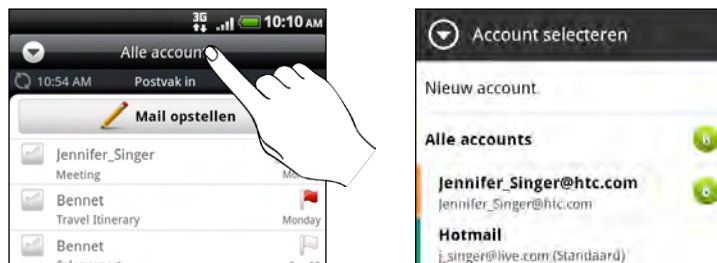 3G 10:10 AM
Alle accoun
10:54 AM Postvak in
Mail opstellen
Jennifer_Singer
Meeting
Bennet
Travel Itinerary Monday
Bennet
Account selecteren
Nieuw account
Alle accounts
Jennifer_Singer@htc.com
Jennifer_Singer@htc.com
Hotmail
j_singer@live.com (Standaard)